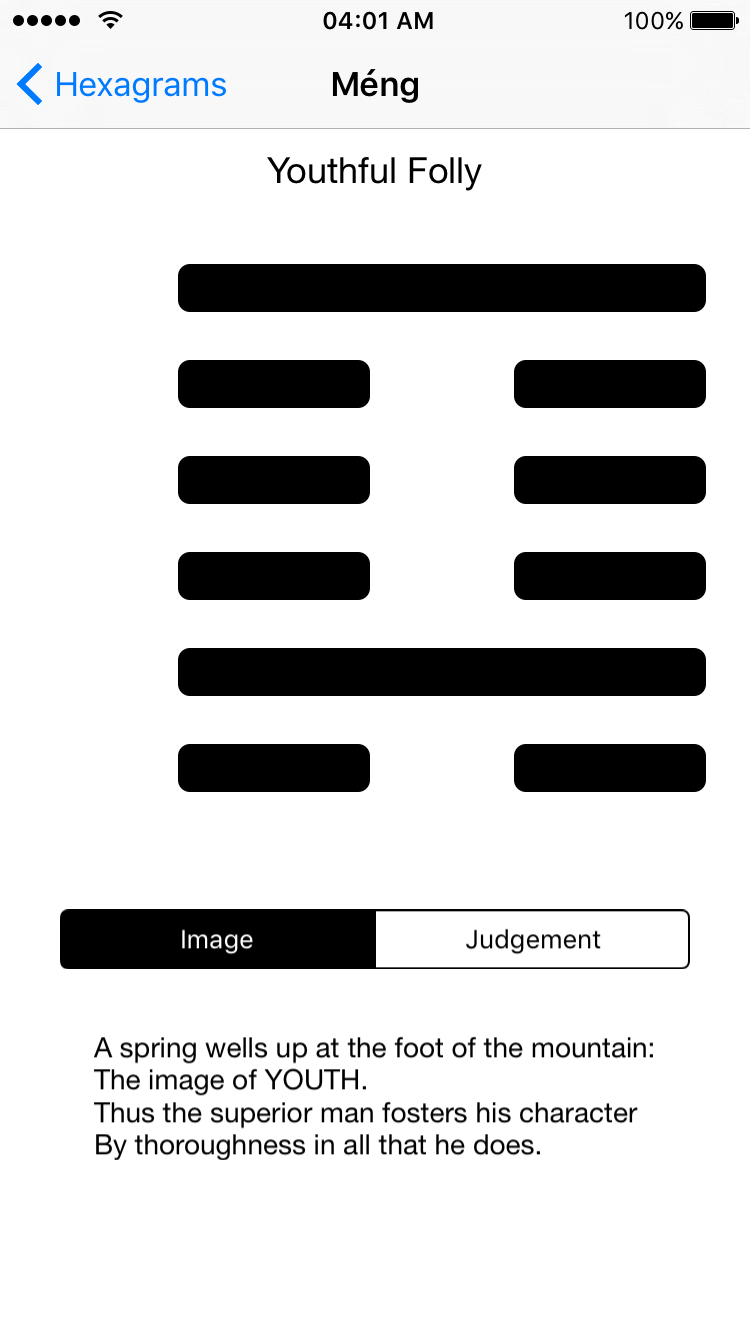 04:01 AM 100%
Hexagrams Méng
Youthful Folly
Image Judgement
A spring wells up at the foot of the mountain:
The image of YOUTH.
Thus the superior man fosters his character
By thoroughness in all that he does.